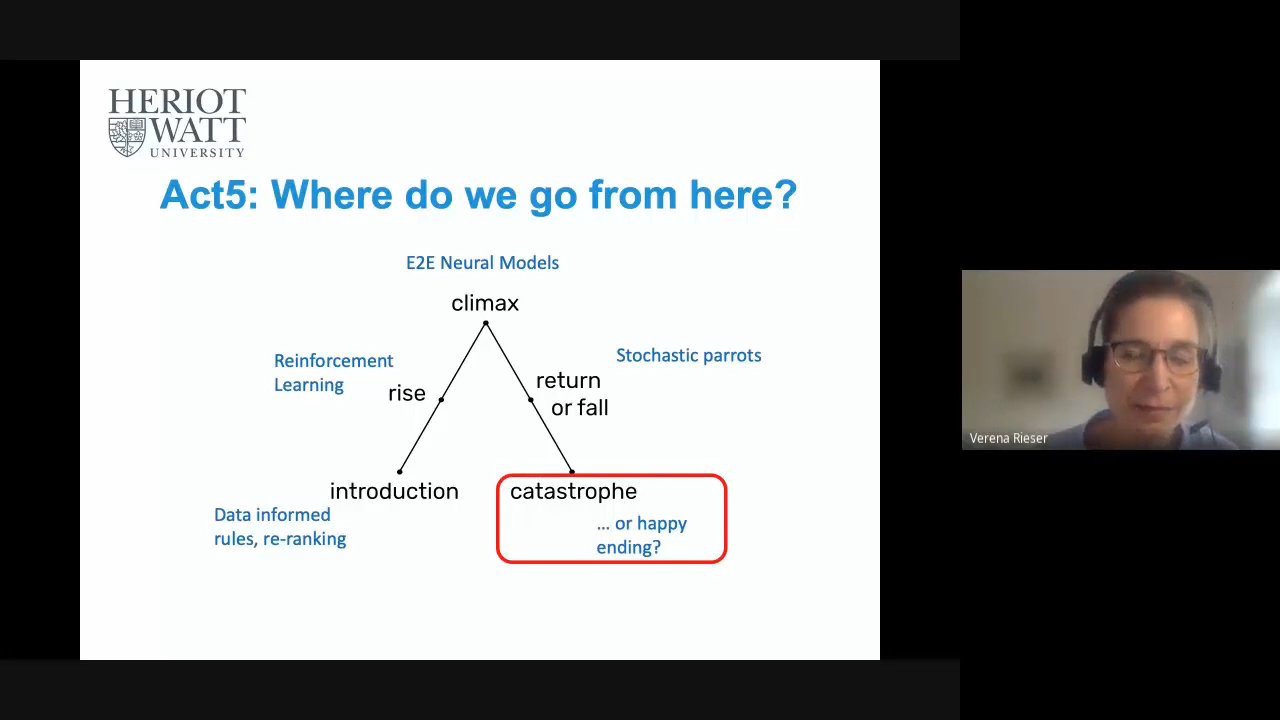 HERIOT
WATT
UNIVERSITY
Act5: Where do we go from here?
E2E Neural Models
climax
Reinforcement
Learning
rise
Stochastic parrots
return
or fall
introduction
Data informed
rules, re-ranking
catastrophe
... or happy
ending?
Verena Rieser